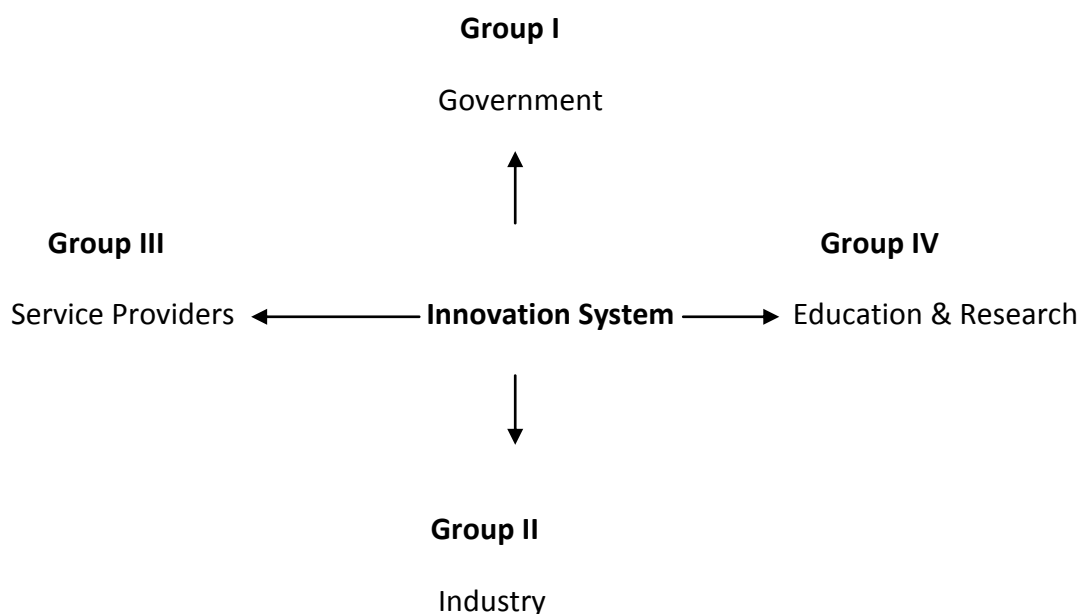 Group I
Government
Group III
Group IV
Service Providers
Innovation System
Education & Research
Group II
Industry